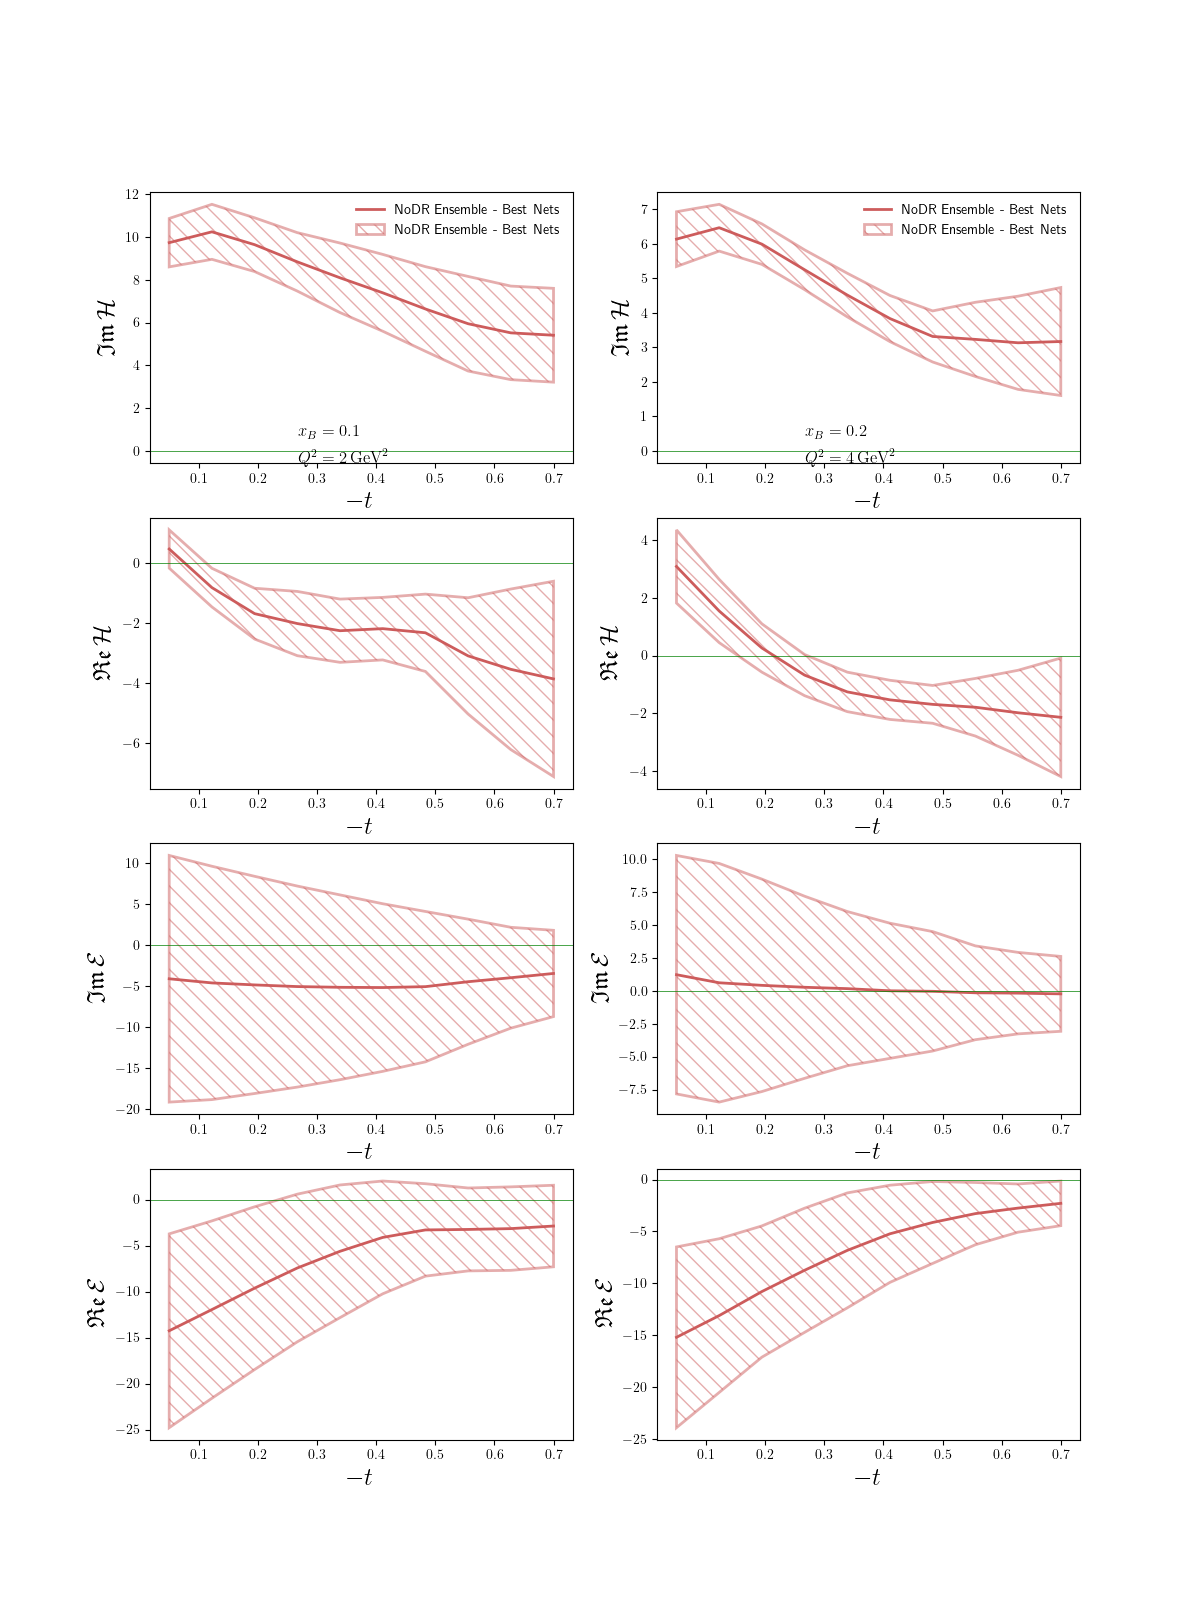 12
10
8
6
4
2
0
ℑm ℋ
NoDR Ensemble - Best Nets
NoDR Ensemble - Best Nets
x_B = 0.1
Q² = 2 GeV²
0.1 0.2 0.3 0.4 0.5 0.6 0.7
−t
7
6
5
4
3
2
1
0
ℑm ℋ
NoDR Ensemble - Best Nets
NoDR Ensemble - Best Nets
x_B = 0.2
Q² = 4 GeV²
0.1 0.2 0.3 0.4 0.5 0.6 0.7
−t
0
−2
−4
−6
ℜe ℋ
0.1 0.2 0.3 0.4 0.5 0.6 0.7
−t
4
2
0
−2
−4
ℜe ℋ
0.1 0.2 0.3 0.4 0.5 0.6 0.7
−t
10
5
0
−5
−10
−15
−20
ℑm ℰ
0.1 0.2 0.3 0.4 0.5 0.6 0.7
−t
10.0
7.5
5.0
2.5
0.0
−2.5
−5.0
−7.5
ℑm ℰ
0.1 0.2 0.3 0.4 0.5 0.6 0.7
−t
0
−5
−10
−15
−20
−25
ℜe ℰ
0.1 0.2 0.3 0.4 0.5 0.6 0.7
−t
0
−5
−10
−15
−20
−25
ℜe ℰ
0.1 0.2 0.3 0.4 0.5 0.6 0.7
−t